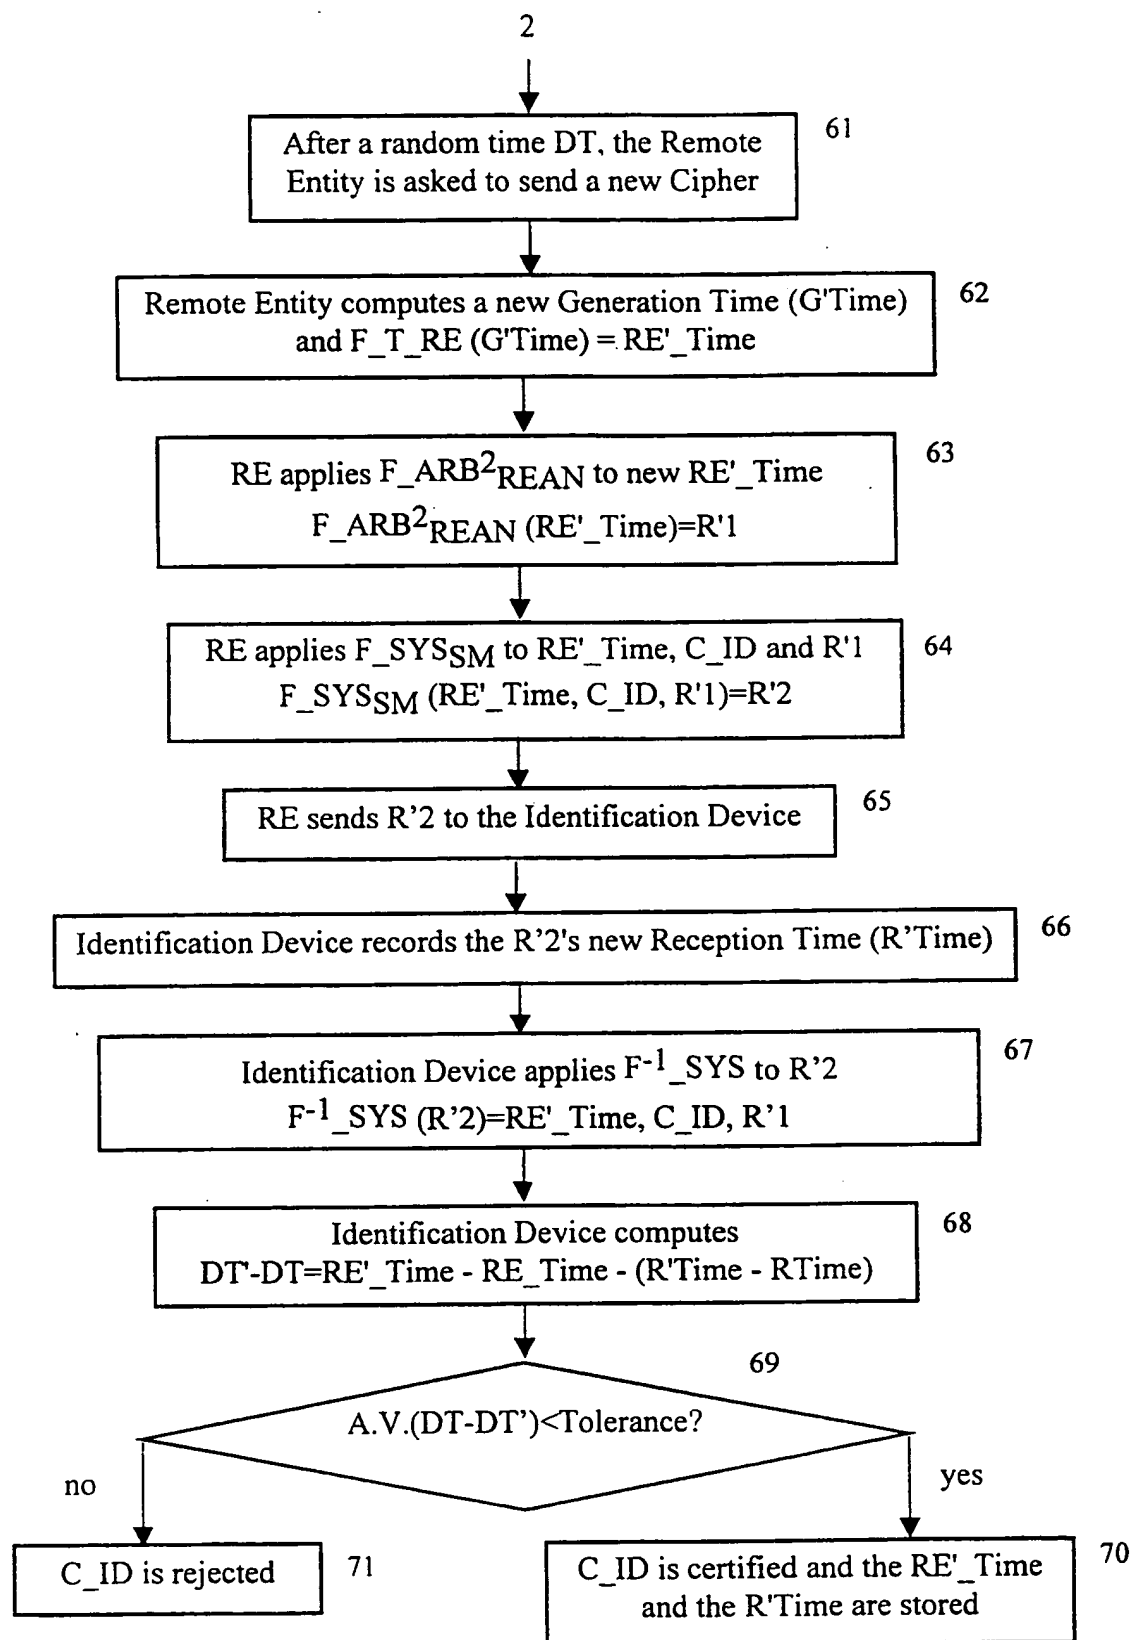 2
After a random time DT, the Remote
Entity is asked to send a new Cipher
61
Remote Entity computes a new Generation Time (G'Time)
and F_T_RE (G'Time) = RE'_Time
62
RE applies F_ARB²REAN to new RE'_Time
F_ARB²REAN (RE'_Time)=R'1
63
RE applies F_SYSSM to RE'_Time, C_ID and R'1
F_SYSSM (RE'_Time, C_ID, R'1)=R'2
64
RE sends R’2 to the Identification Device
65
Identification Device records the R’2's new Reception Time (R’Time)
66
Identification Device applies F⁻¹_SYS to R’2
F⁻¹_SYS (R’2)=RE'_Time, C_ID, R’1
67
Identification Device computes
DT'-DT=RE'_Time - RE_Time - (R'Time - RTime)
68
69
A.V.(DT-DT’)<Tolerance?
no
yes
C_ID is rejected
71
C_ID is certified and the RE'_Time
and the R'Time are stored
70